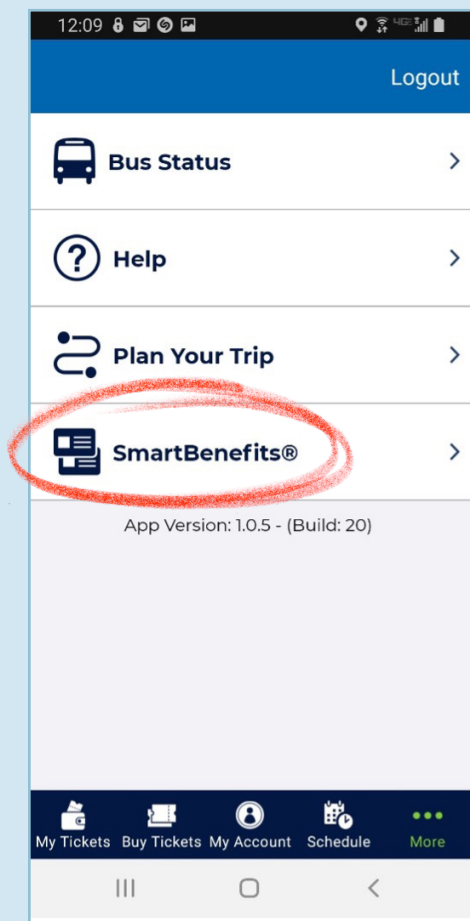 12:09
4GE
Logout
Bus Status
Help
Plan Your Trip
SmartBenefits®
App Version: 1.0.5 - (Build: 20)
My Tickets Buy Tickets My Account Schedule More